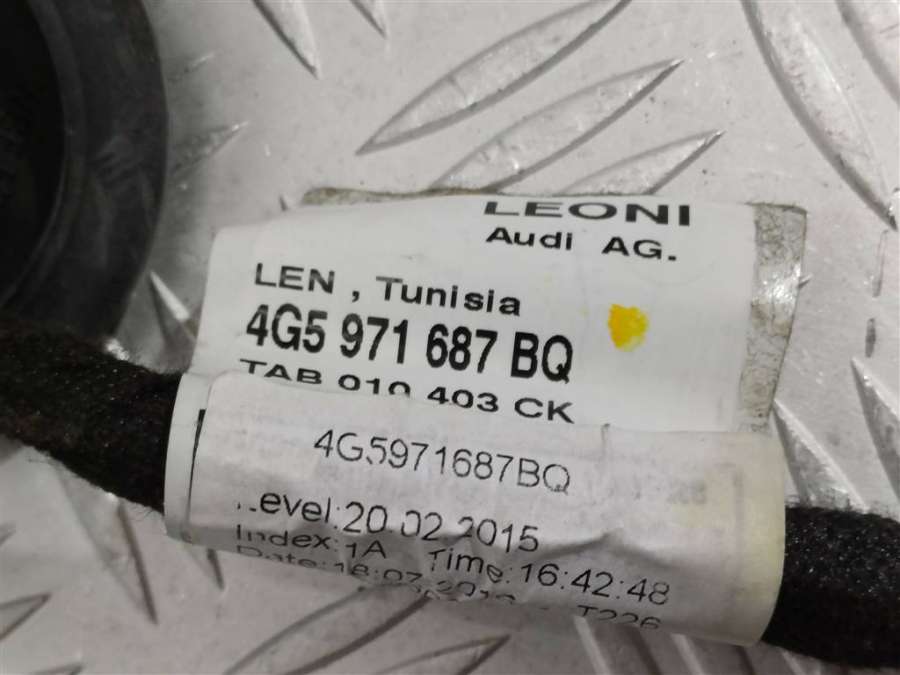 LEONI
Audi AG.
LEN , Tunisia
4G5 971 687 BQ
TAB 010 403 CK
4G5971687BQ
Level:20.02.2015
Index:1A Time:16:42:48
T226